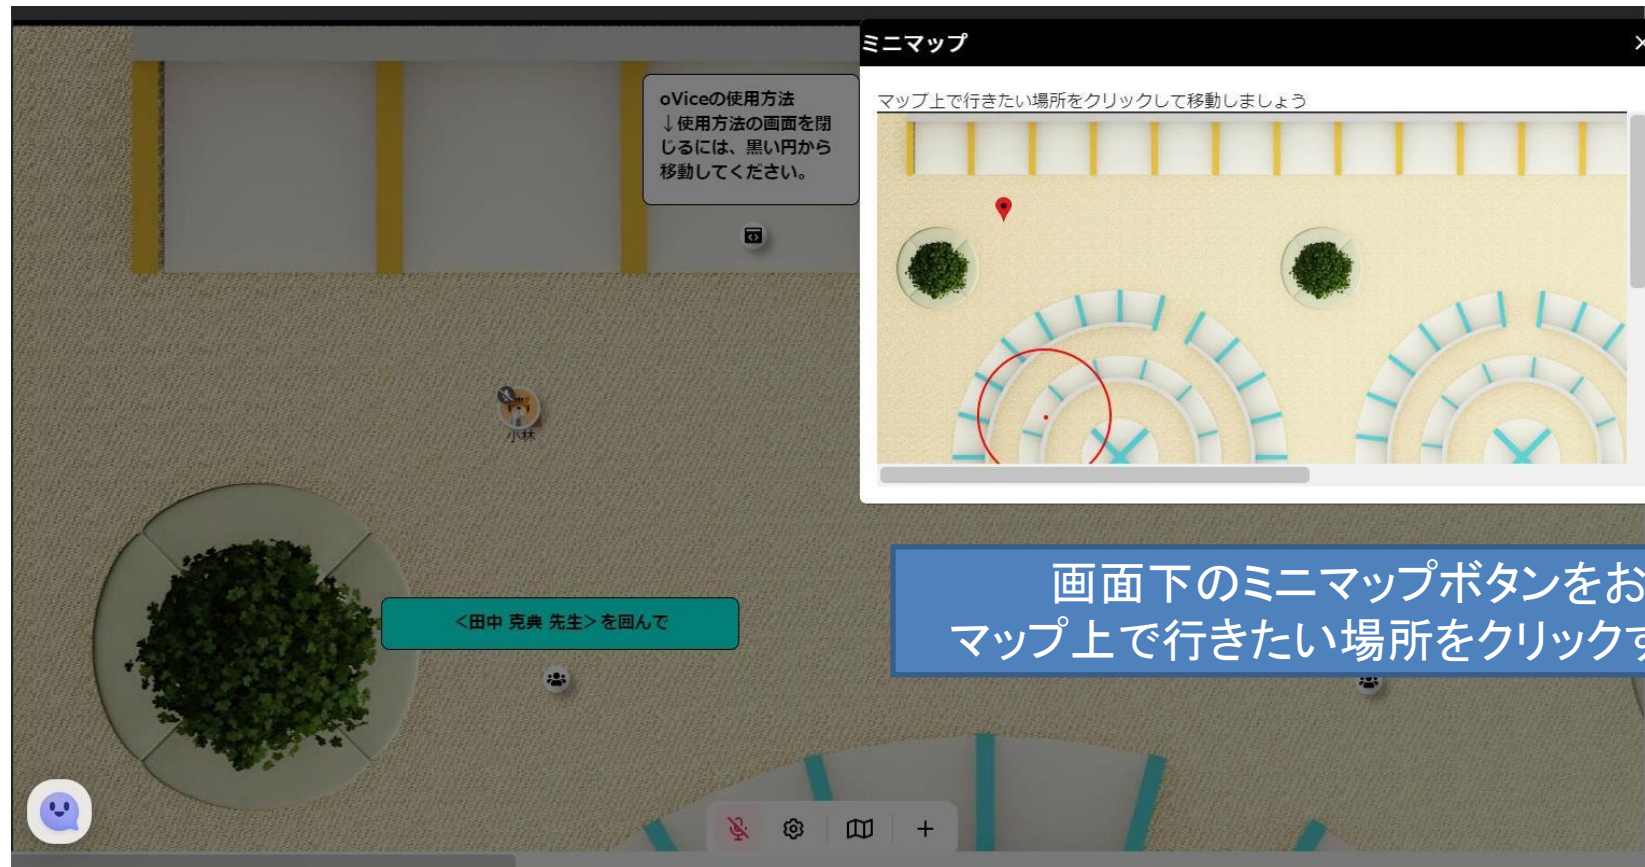 ミニマップ
マップ上で行きたい場所をクリックして移動しましょう
oViceの使用方法
↓使用方法の画面を閉
じるには、黒い円から
移動してください。
小林
<田中 克典 先生>を囲んで
画面下のミニマップボタンをお
マップ上で行きたい場所をクリックす